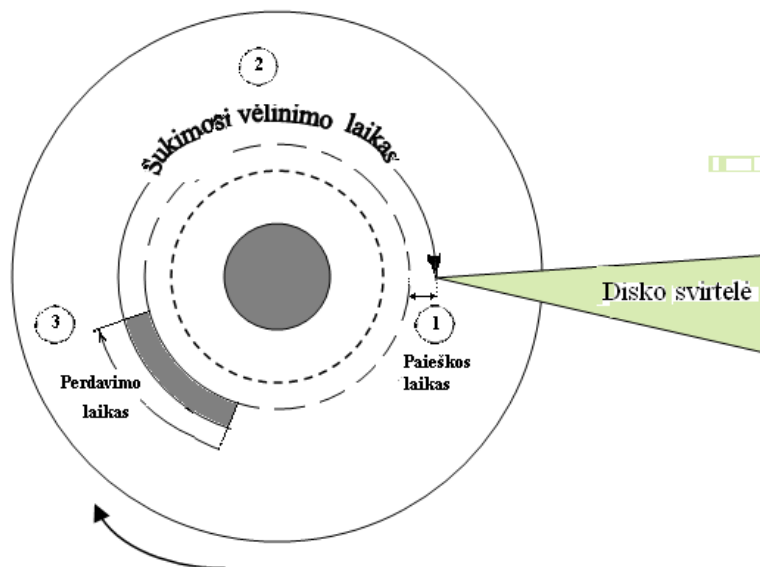 2
Šukimosi vėlinimo laikas
Disko svirtelė
3
1
Paieškos
laikas
Perdavimo
laikas